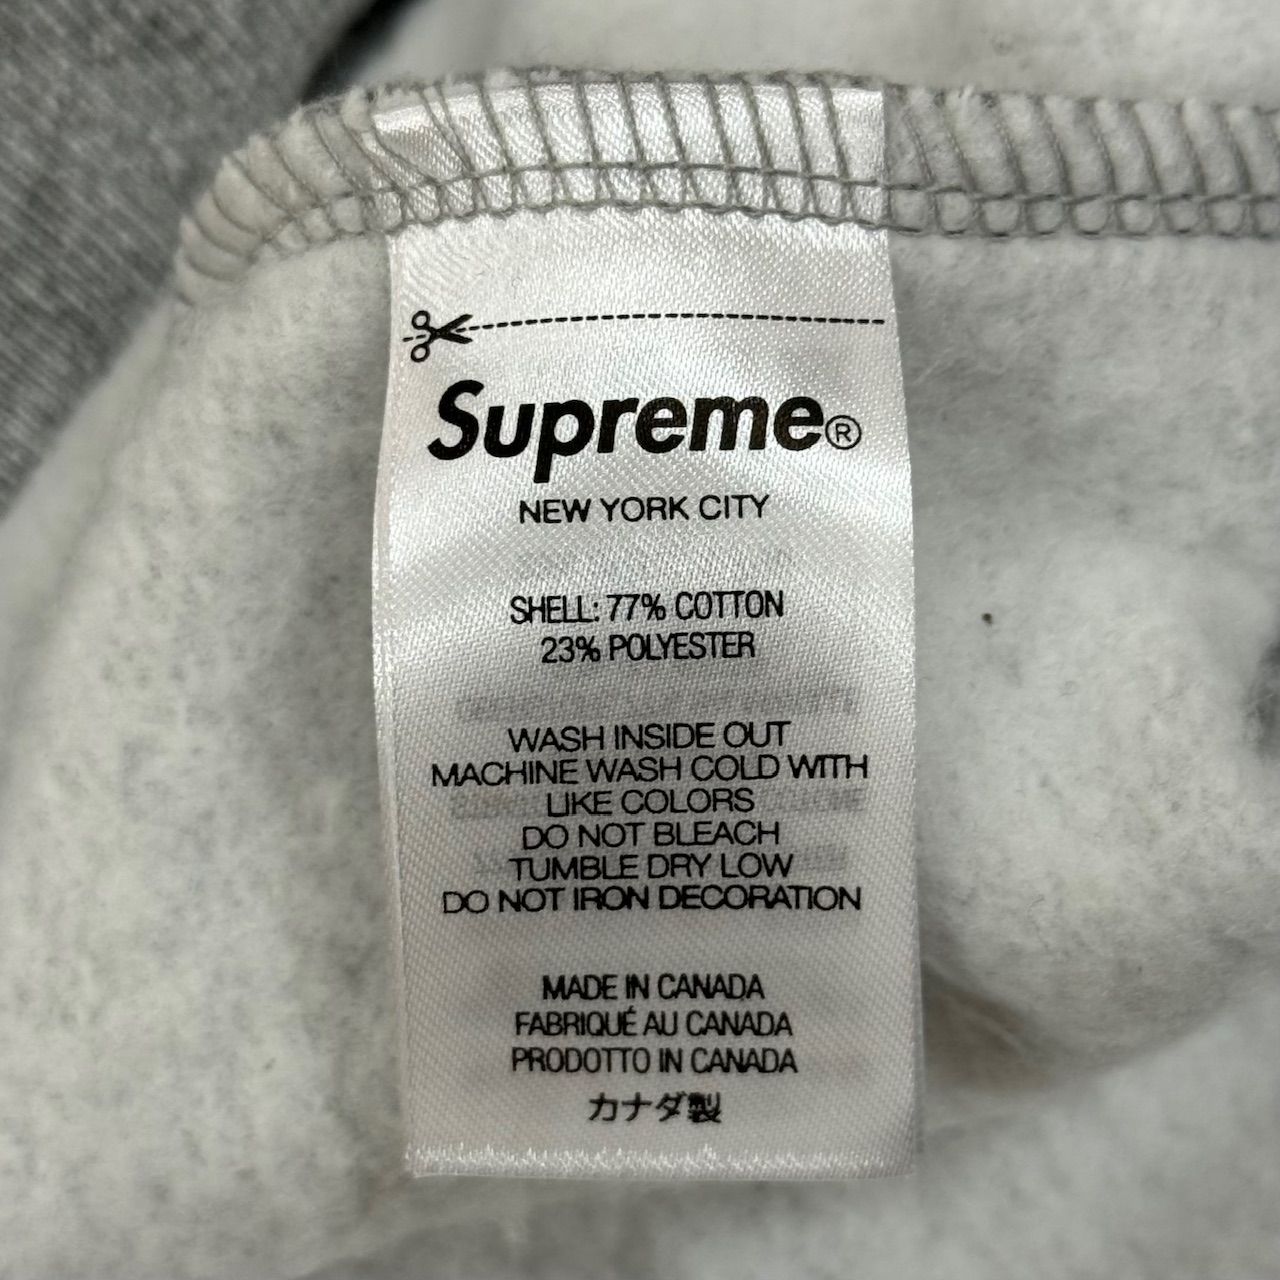 Supreme®
NEW YORK CITY
SHELL: 77% COTTON
23% POLYESTER
WASH INSIDE OUT
MACHINE WASH COLD WITH
LIKE COLORS
DO NOT BLEACH
TUMBLE DRY LOW
DO NOT IRON DECORATION
MADE IN CANADA
FABRIQUÉ AU CANADA
PRODOTTO IN CANADA
カナダ製